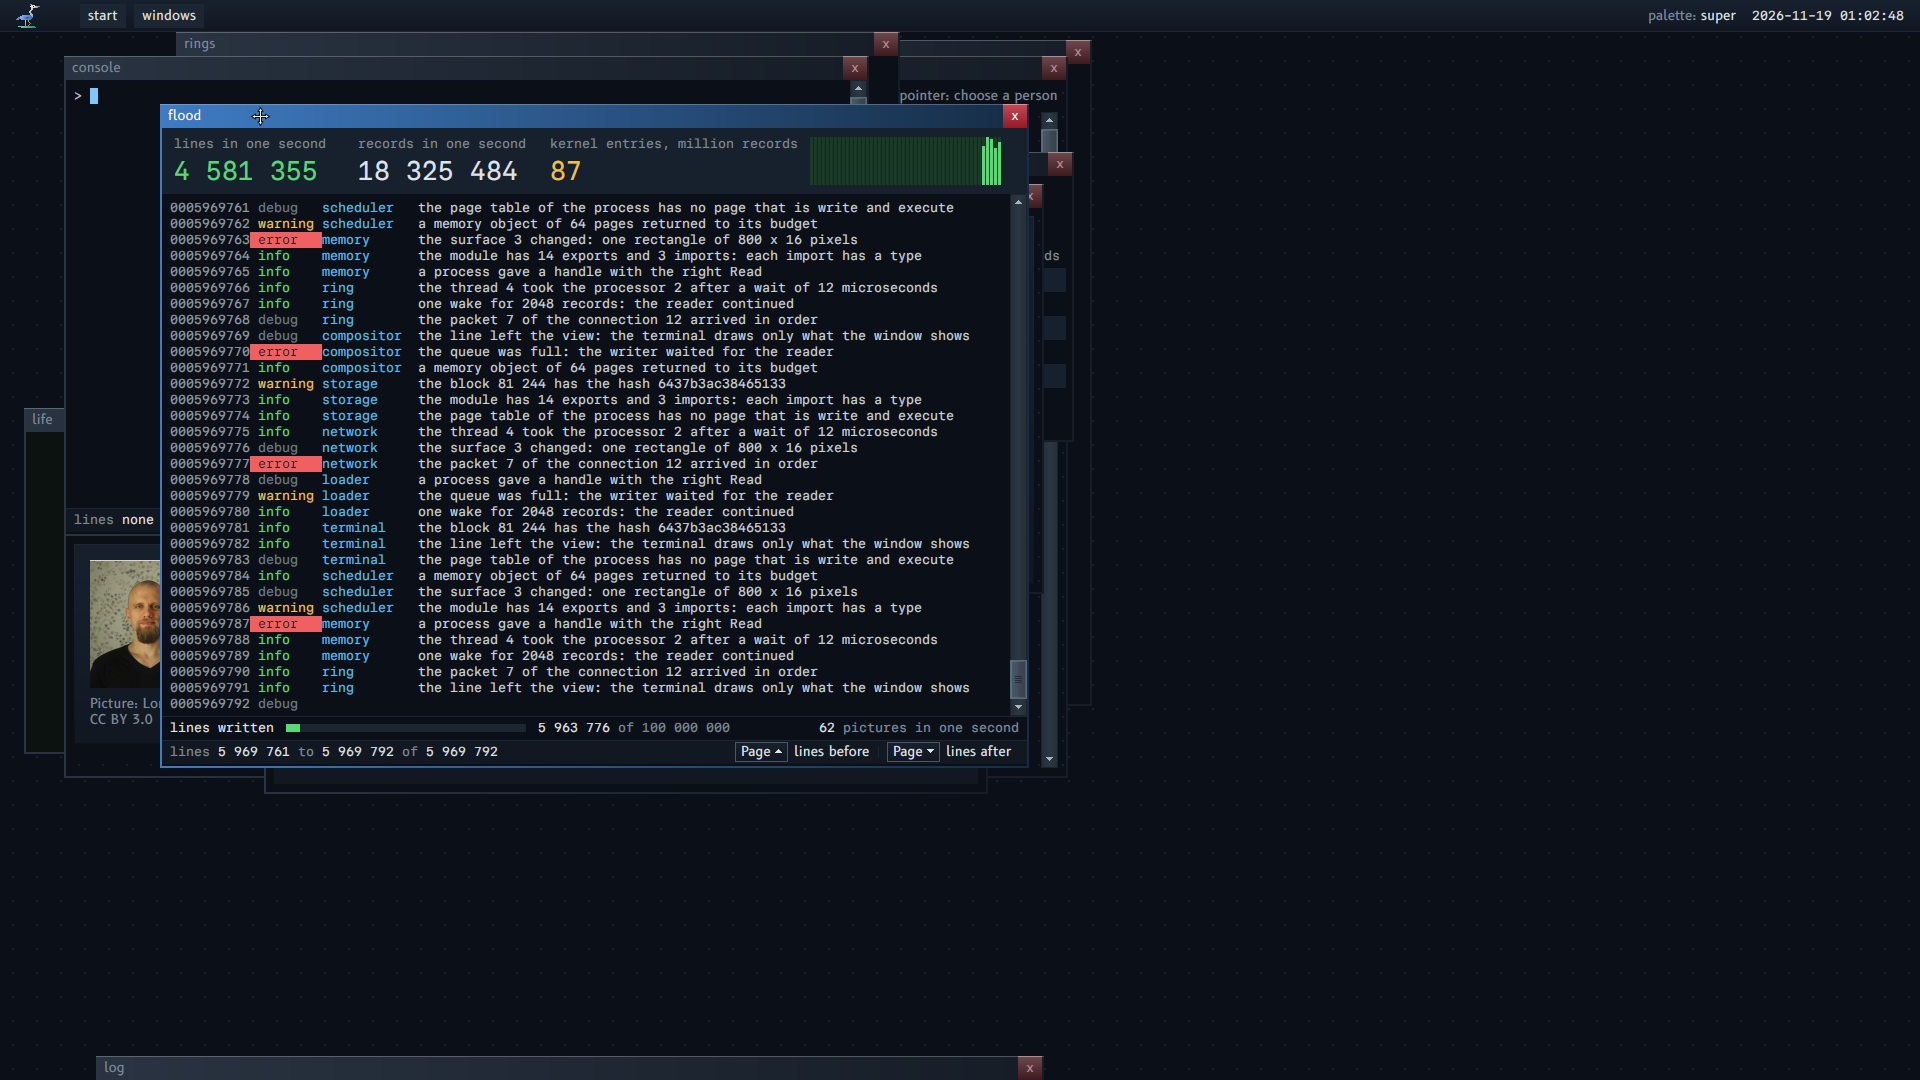 start windows palette: super 2026-11-19 01:02:48
rings x
x
console x
x
> pointer: choose a person
flood x
lines in one second records in one second kernel entries, million records
4 581 355 18 325 484 87
x
x
ds
0005969761 debug scheduler the page table of the process has no page that is write and execute
0005969762 warning scheduler a memory object of 64 pages returned to its budget
0005969763 error memory the surface 3 changed: one rectangle of 800 x 16 pixels
0005969764 info memory the module has 14 exports and 3 imports: each import has a type
0005969765 info memory a process gave a handle with the right Read
0005969766 info ring the thread 4 took the processor 2 after a wait of 12 microseconds
0005969767 info ring one wake for 2048 records: the reader continued
0005969768 debug ring the packet 7 of the connection 12 arrived in order
0005969769 debug compositor the line left the view: the terminal draws only what the window shows
0005969770 error compositor the queue was full: the writer waited for the reader
0005969771 info compositor a memory object of 64 pages returned to its budget
0005969772 warning storage the block 81 244 has the hash 6437b3ac38465133
0005969773 info storage the module has 14 exports and 3 imports: each import has a type
0005969774 info storage the page table of the process has no page that is write and execute
0005969775 info network the thread 4 took the processor 2 after a wait of 12 microseconds
0005969776 debug network the surface 3 changed: one rectangle of 800 x 16 pixels
0005969777 error network the packet 7 of the connection 12 arrived in order
0005969778 debug loader a process gave a handle with the right Read
0005969779 warning loader the queue was full: the writer waited for the reader
0005969780 info loader one wake for 2048 records: the reader continued
0005969781 info terminal the block 81 244 has the hash 6437b3ac38465133
0005969782 info terminal the line left the view: the terminal draws only what the window shows
0005969783 debug terminal the page table of the process has no page that is write and execute
0005969784 info scheduler a memory object of 64 pages returned to its budget
0005969785 debug scheduler the surface 3 changed: one rectangle of 800 x 16 pixels
0005969786 warning scheduler the module has 14 exports and 3 imports: each import has a type
0005969787 error memory a process gave a handle with the right Read
0005969788 info memory the thread 4 took the processor 2 after a wait of 12 microseconds
0005969789 info memory one wake for 2048 records: the reader continued
0005969790 info ring the packet 7 of the connection 12 arrived in order
0005969791 info ring the line left the view: the terminal draws only what the window shows
0005969792 debug
lines written 5 963 776 of 100 000 000 62 pictures in one second
lines 5 969 761 to 5 969 792 of 5 969 792 Page lines before Page lines after
life
lines none
Picture: Lo
CC BY 3.0
log x